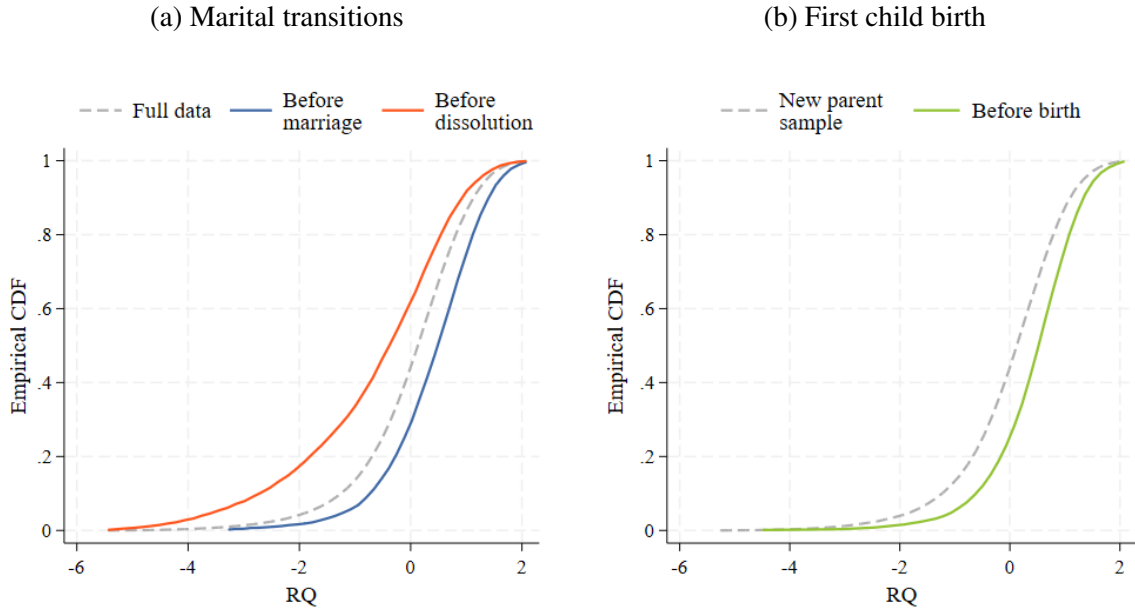 (a) Marital transitions
Full data
Before
marriage
Before
dissolution
1
.8
.6
.4
.2
0
Empirical CDF
-6
-4
-2
0
2
RQ
(b) First child birth
New parent
sample
Before birth
1
.8
.6
.4
.2
0
Empirical CDF
-6
-4
-2
0
2
RQ